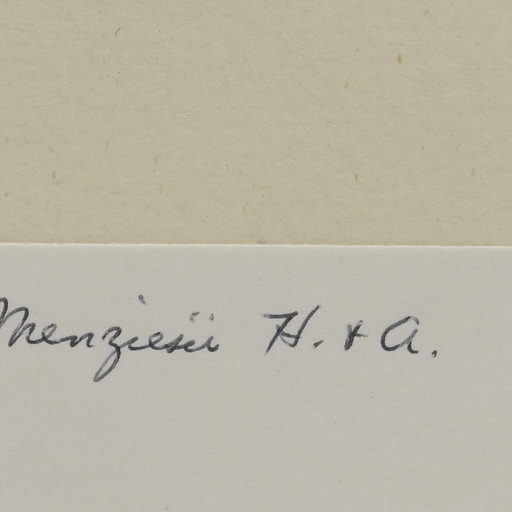 Menziesii H. & A.